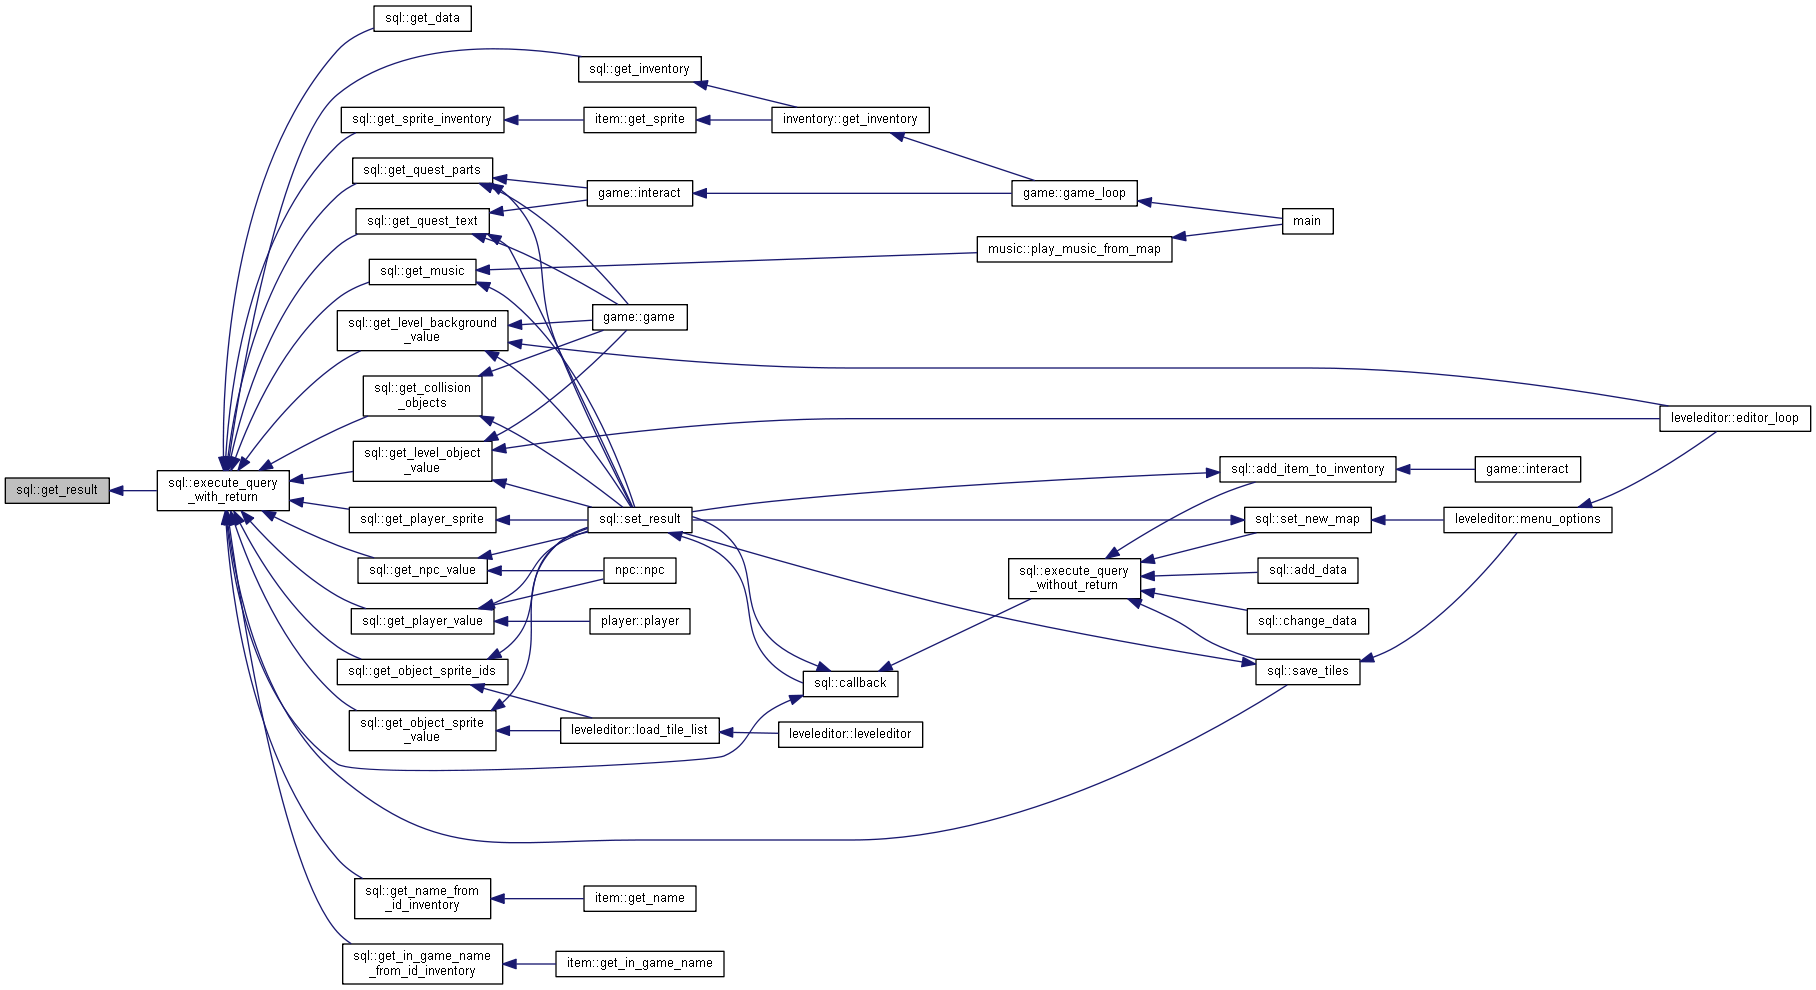 sql::get_data
sql::get_inventory
sql::get_sprite_inventory
item::get_sprite
inventory::get_inventory
sql::get_quest_parts
game::interact
game::game_loop
sql::get_quest_text
main
music::play_music_from_map
sql::get_music
game::game
sql::get_level_background
_value
sql::get_collision
_objects
leveleditor::editor_loop
sql::get_level_object
_value
sql::add_item_to_inventory
game::interact
sql::get_result
sql::execute_query
_with_return
sql::get_player_sprite
sql::set_result
sql::set_new_map
leveleditor::menu_options
sql::get_npc_value
npc::npc
sql::execute_query
_without_return
sql::add_data
sql::get_player_value
player::player
sql::change_data
sql::get_object_sprite_ids
sql::callback
sql::save_tiles
sql::get_object_sprite
_value
leveleditor::load_tile_list
leveleditor::leveleditor
sql::get_name_from
_id_inventory
item::get_name
sql::get_in_game_name
_from_id_inventory
item::get_in_game_name